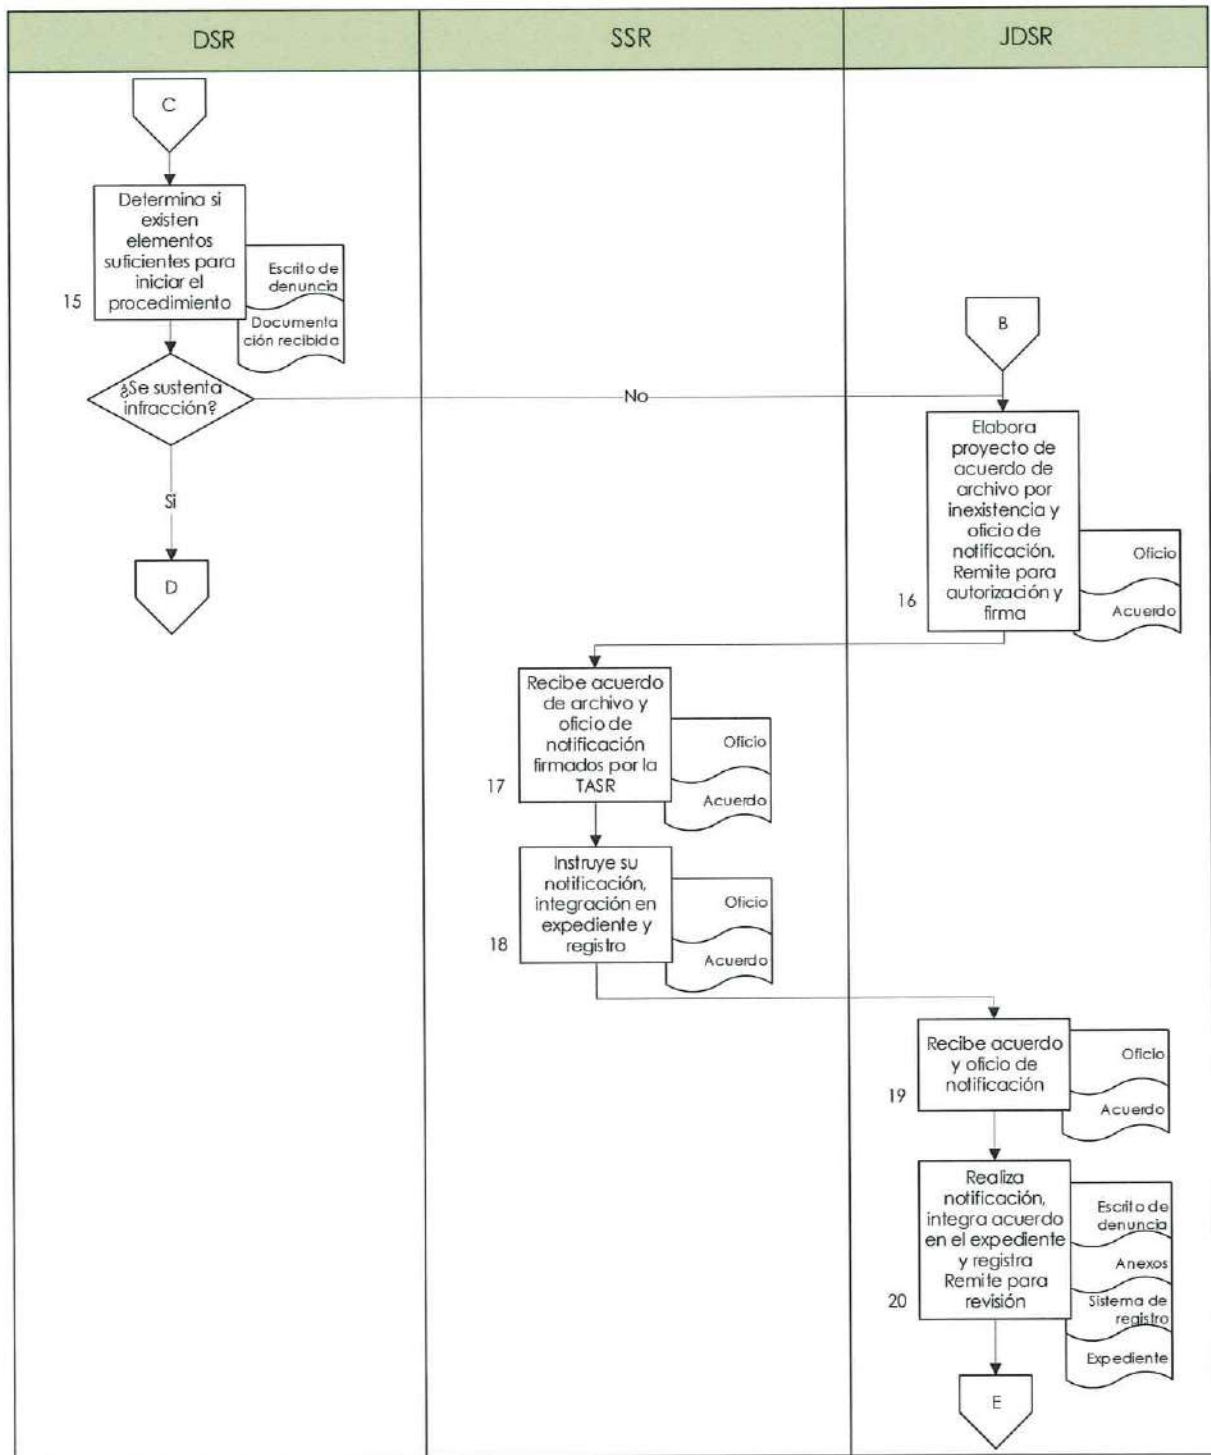 DSR
SSR
JDSR
C
Determina si
existen
elementos
suficientes para
iniciar el
procedimiento
15
Escrito de
denuncia
Documenta
ción recibida
¿Se sustenta
infracción?
No
Si
D
B
Elabora
proyecto de
acuerdo de
archivo por
inexistencia y
oficio de
notificación.
Remite para
autorización y
firma
16
Oficio
Acuerdo
Recibe acuerdo
de archivo y
oficio de
notificación
firmados por la
TASR
17
Oficio
Acuerdo
Instruye su
notificación,
integración en
expediente y
registro
18
Oficio
Acuerdo
Recibe acuerdo
y oficio de
notificación
19
Oficio
Acuerdo
Realiza
notificación,
integra acuerdo
en el expediente
y registra
Remite para
revisión
20
Escrito de
denuncia
Anexos
Sistema de
registro
Expediente
E